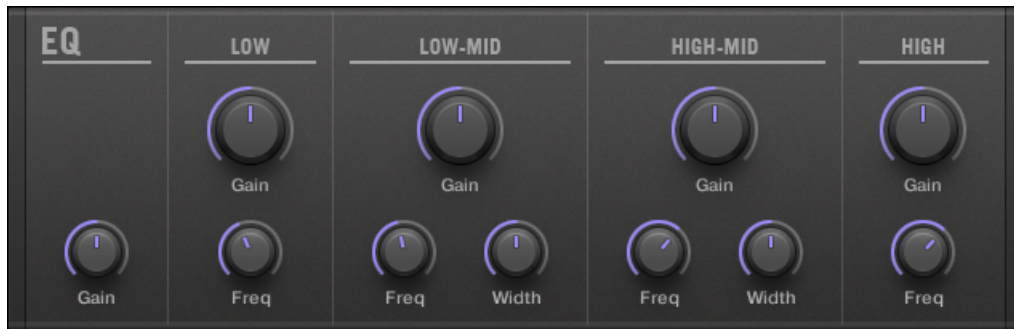 EQ
LOW
LOW-MID
HIGH-MID
HIGH
Gain
Gain
Gain
Gain
Gain
Freq
Freq
Width
Freq
Width
Freq